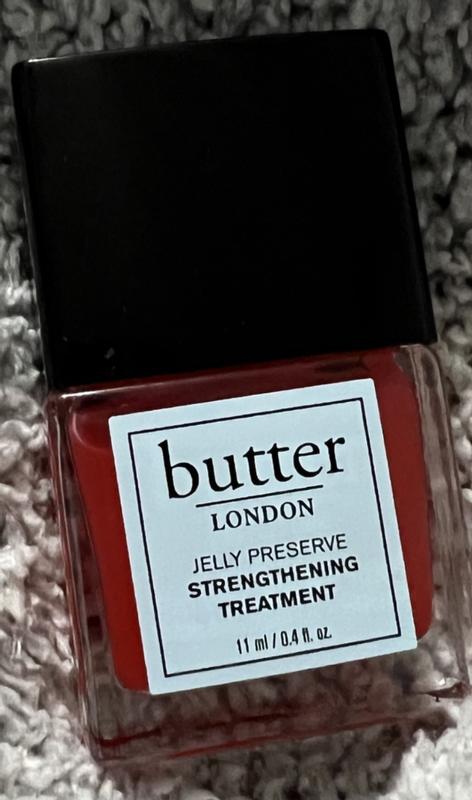 butter
LONDON
JELLY PRESERVE
STRENGTHENING
TREATMENT
11 ml / 0.4 fl. oz.